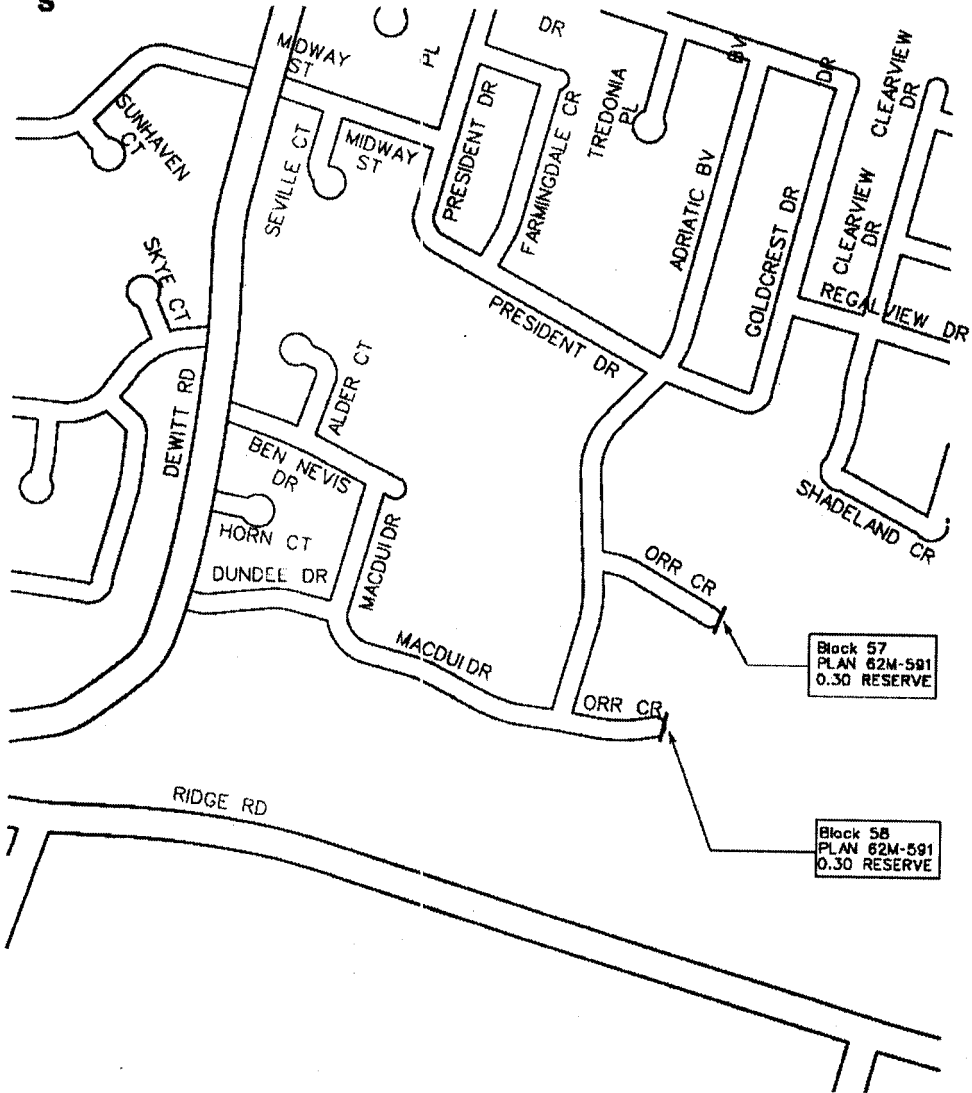 S
MIDWAY
ST
PL
DR
SUNHAVEN
CT
SEVILLE CT
MIDWAY
ST
PRESIDENT DR
FARMINGDALE CR
TREDONIA
PL
BV
DR
CLEARVIEW
DR
ADRIATIC BV
GOLDCREST DR
CLEARVIEW
DR
REGALVIEW DR
SKYE CT
PRESIDENT DR
ALDER CT
DEWITT RD
BEN NEVIS
DR
HORN CT
MACDUI DR
DUNDEE DR
SHADELAND CR
ORR CR
MACDUI DR
Block 57
PLAN 62M-591
0.30 RESERVE
ORR CR
RIDGE RD
Block 58
PLAN 62M-591
0.30 RESERVE